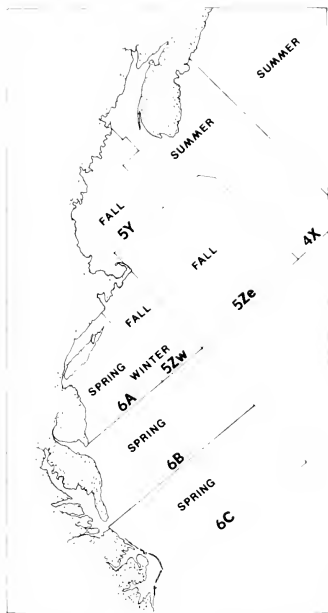 SUMMER
SUMMER
4X
FALL
5Y
FALL
5Ze
FALL
WINTER
5Zw
SPRING
6A
SPRING
6B
SPRING
6C